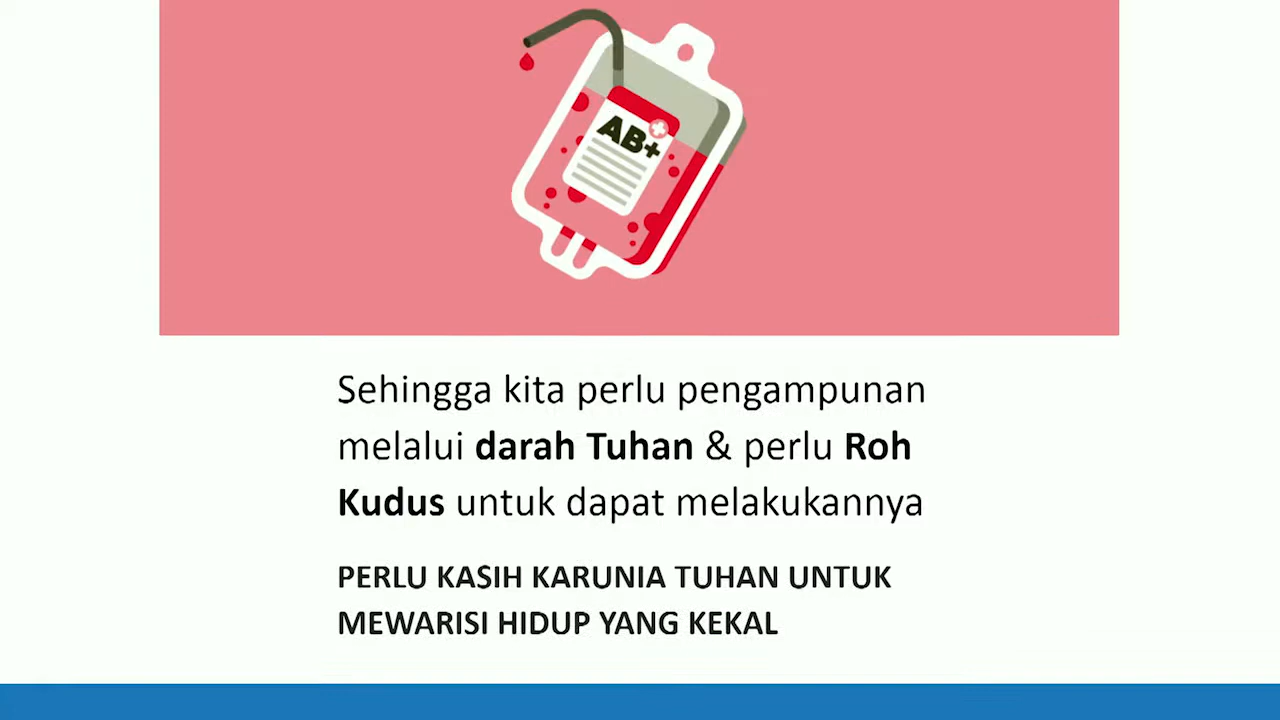 AB+
Sehingga kita perlu pengampunan
melalui darah Tuhan & perlu Roh
Kudus untuk dapat melakukannya
PERLU KASIH KARUNIA TUHAN UNTUK
MEWARISI HIDUP YANG KEKAL